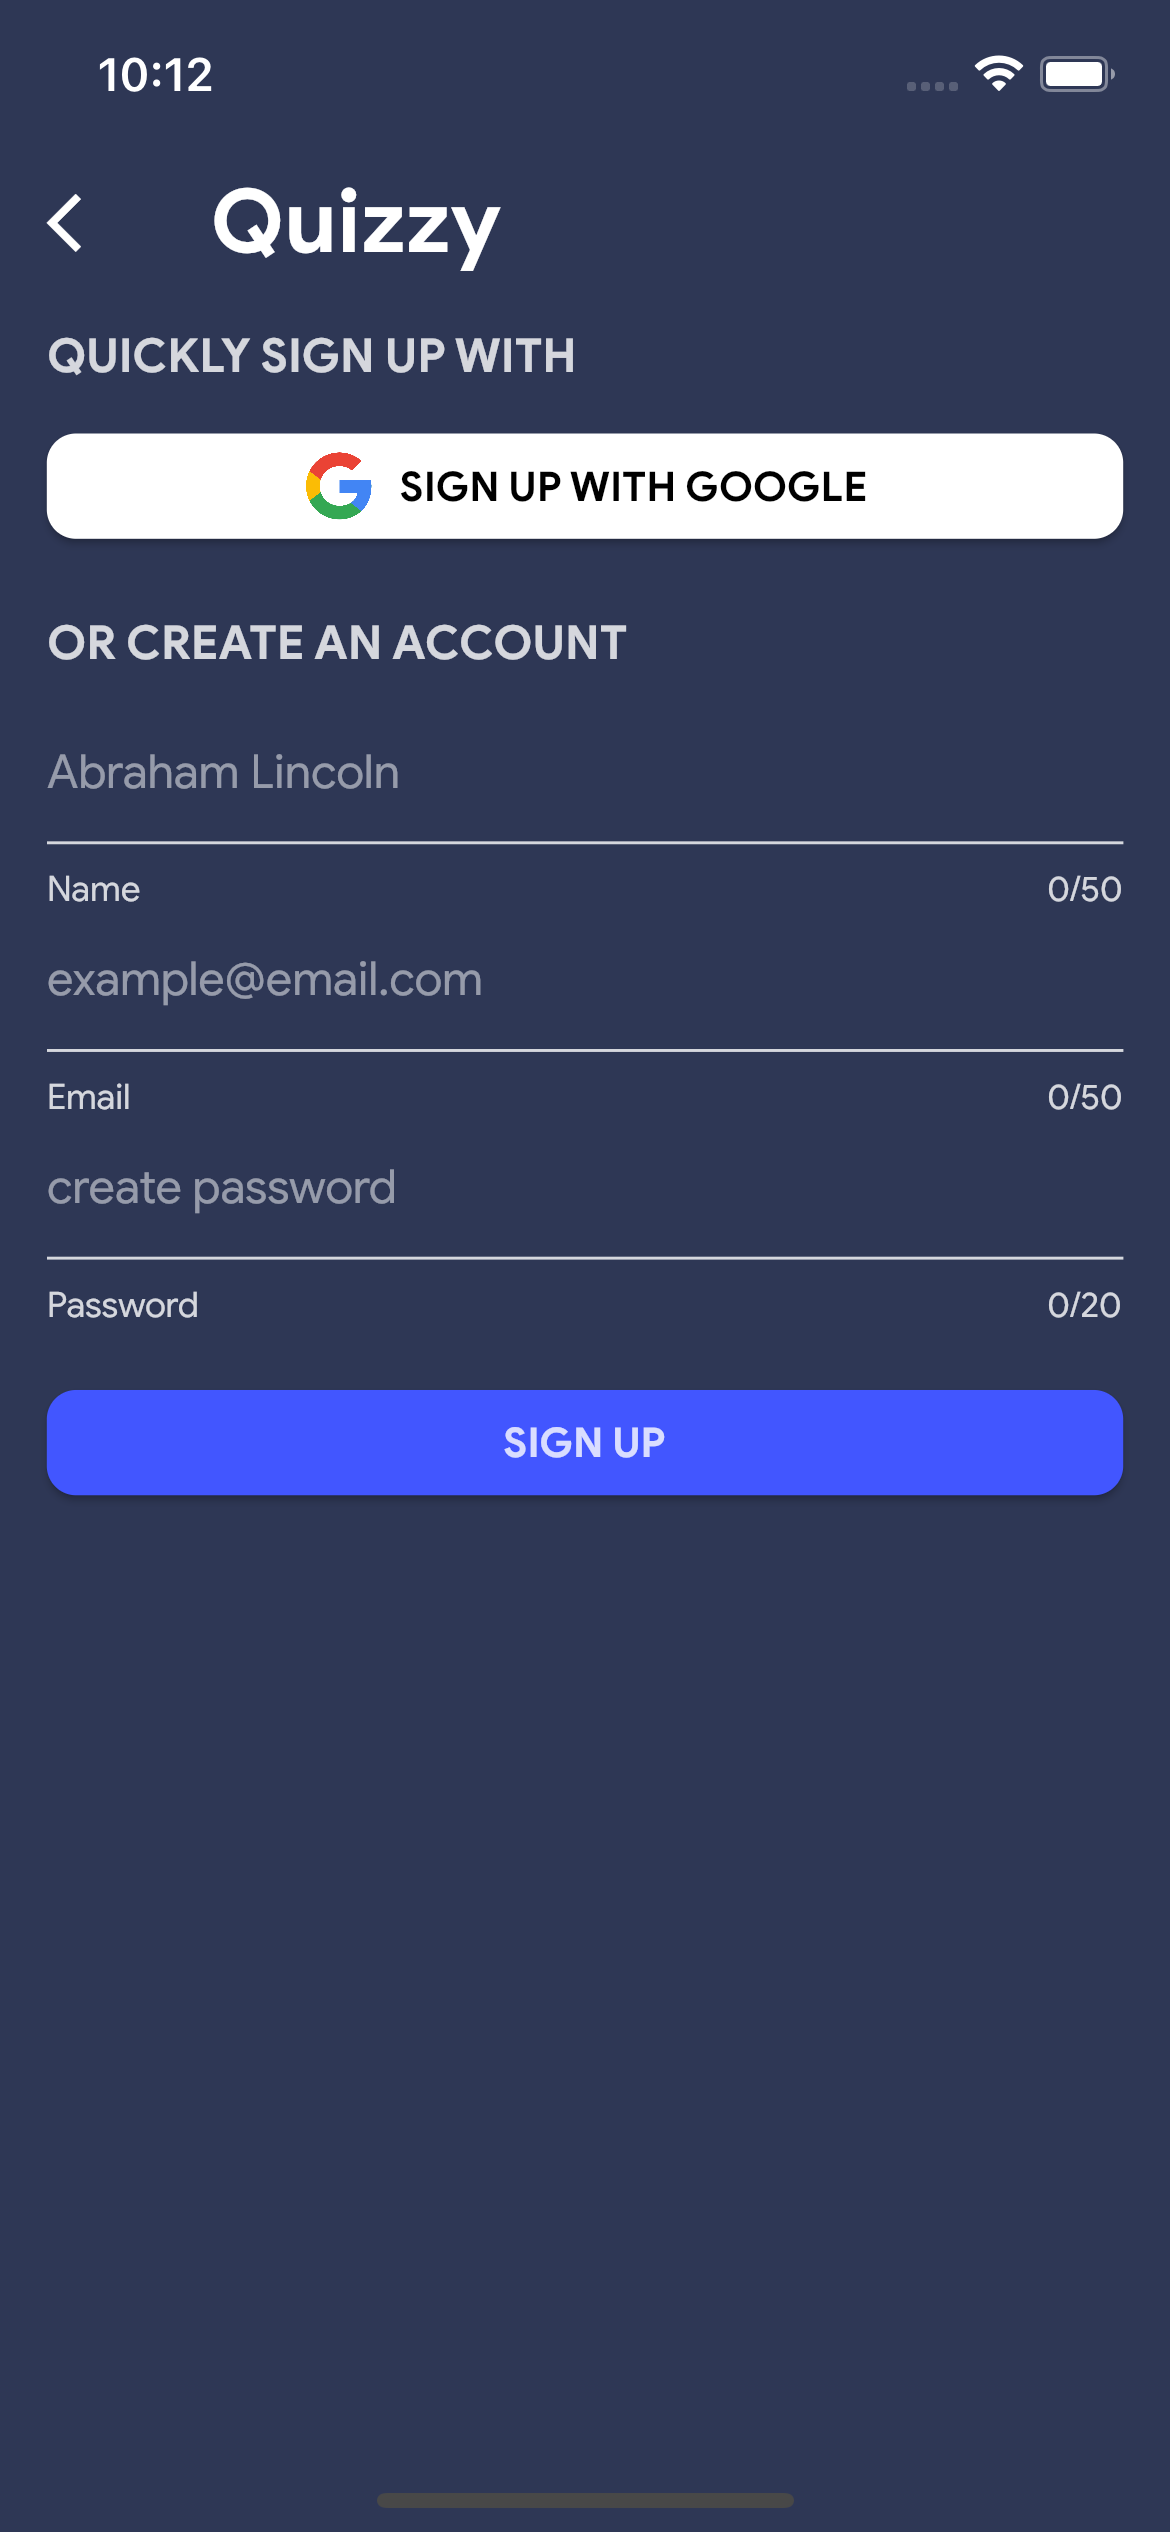 10:12
Quizzy
QUICKLY SIGN UP WITH
SIGN UP WITH GOOGLE
OR CREATE AN ACCOUNT
Abraham Lincoln
Name 0/50
example@email.com
Email 0/50
create password
Password 0/20
SIGN UP